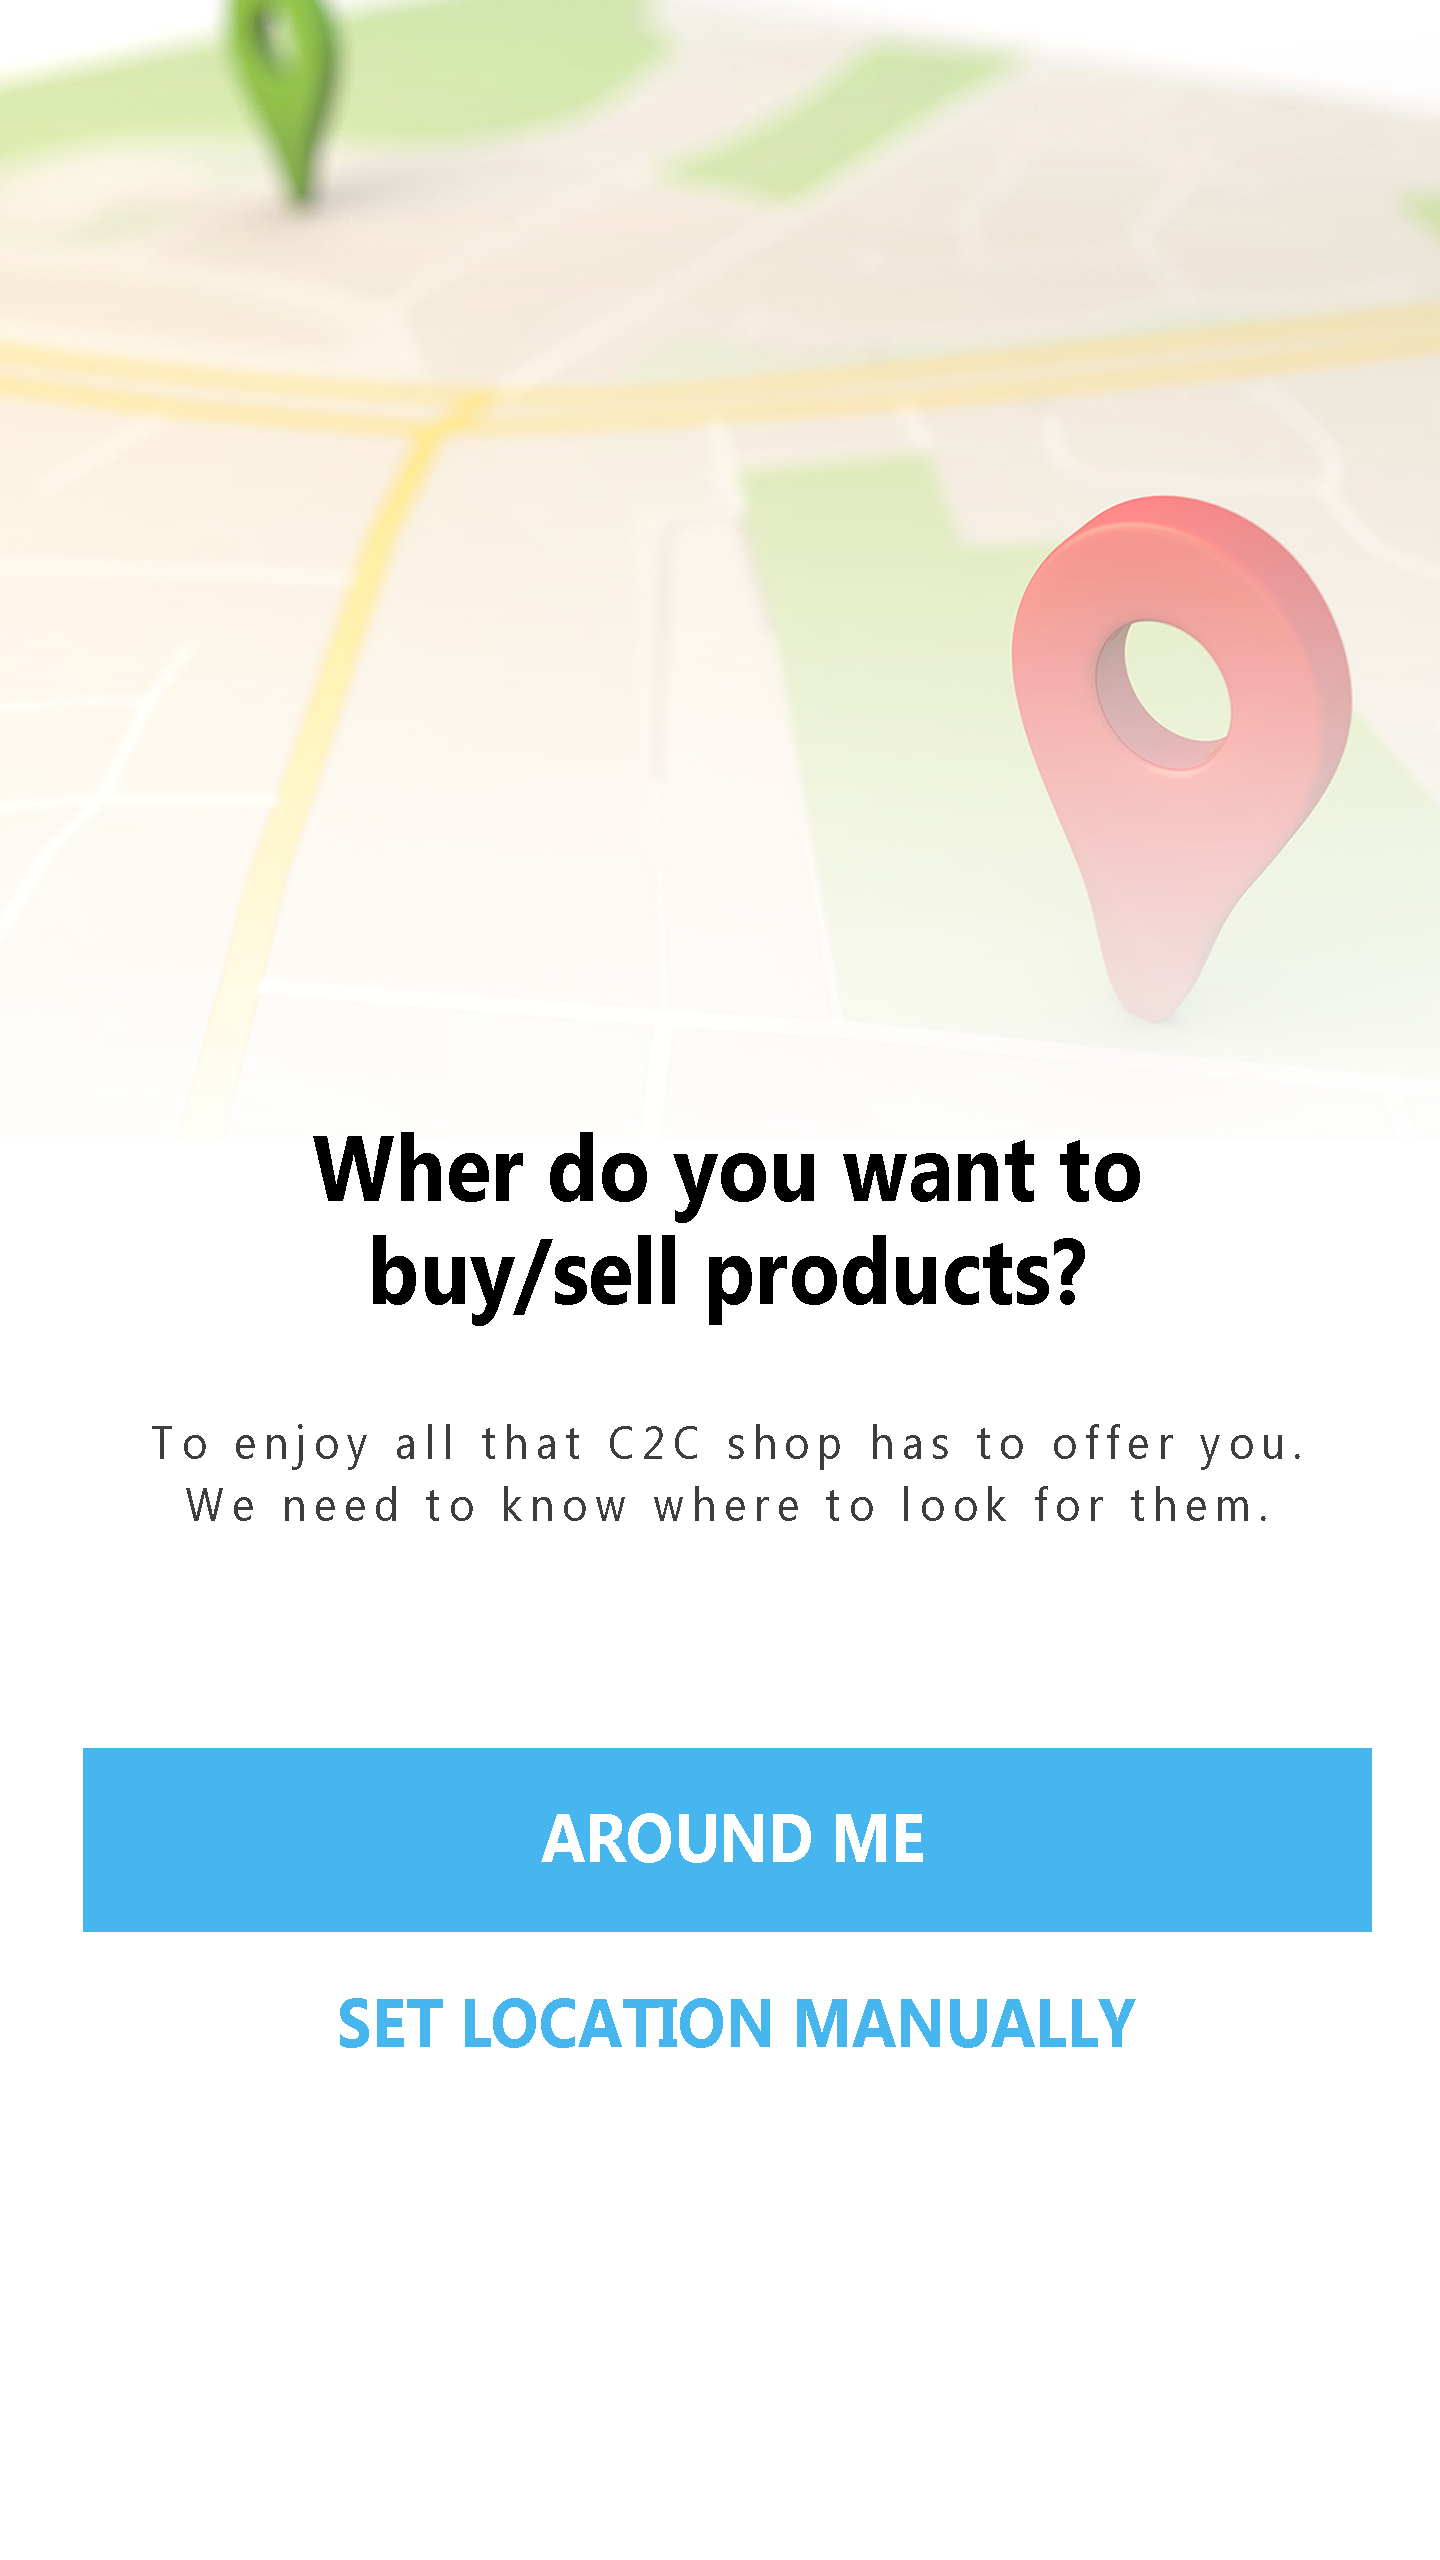 Wher do you want to
buy/sell products?
To enjoy all that C2C shop has to offer you.
We need to know where to look for them.
AROUND ME
SET LOCATION MANUALLY